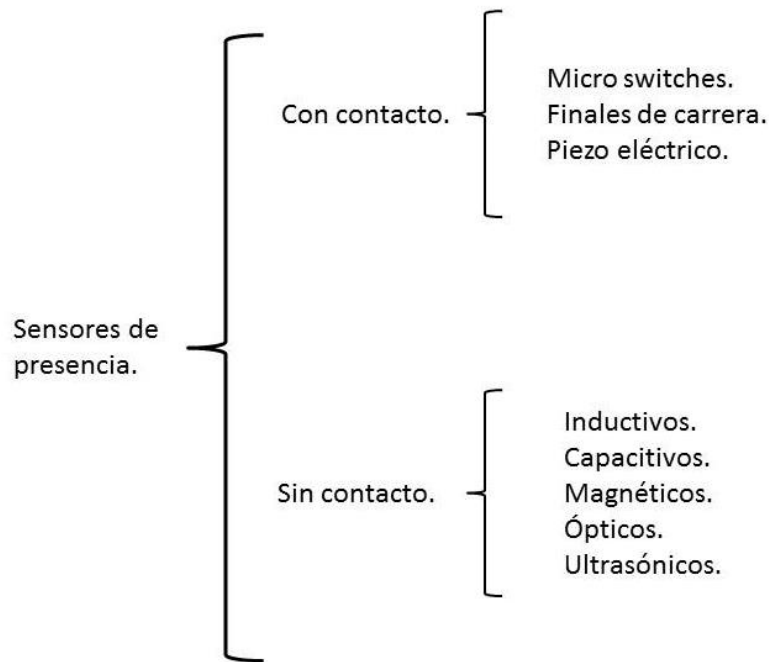 Sensores de
presencia.
Con contacto.
Micro switches.
Finales de carrera.
Piezo eléctrico.
Sin contacto.
Inductivos.
Capacitivos.
Magnéticos.
Ópticos.
Ultrasónicos.